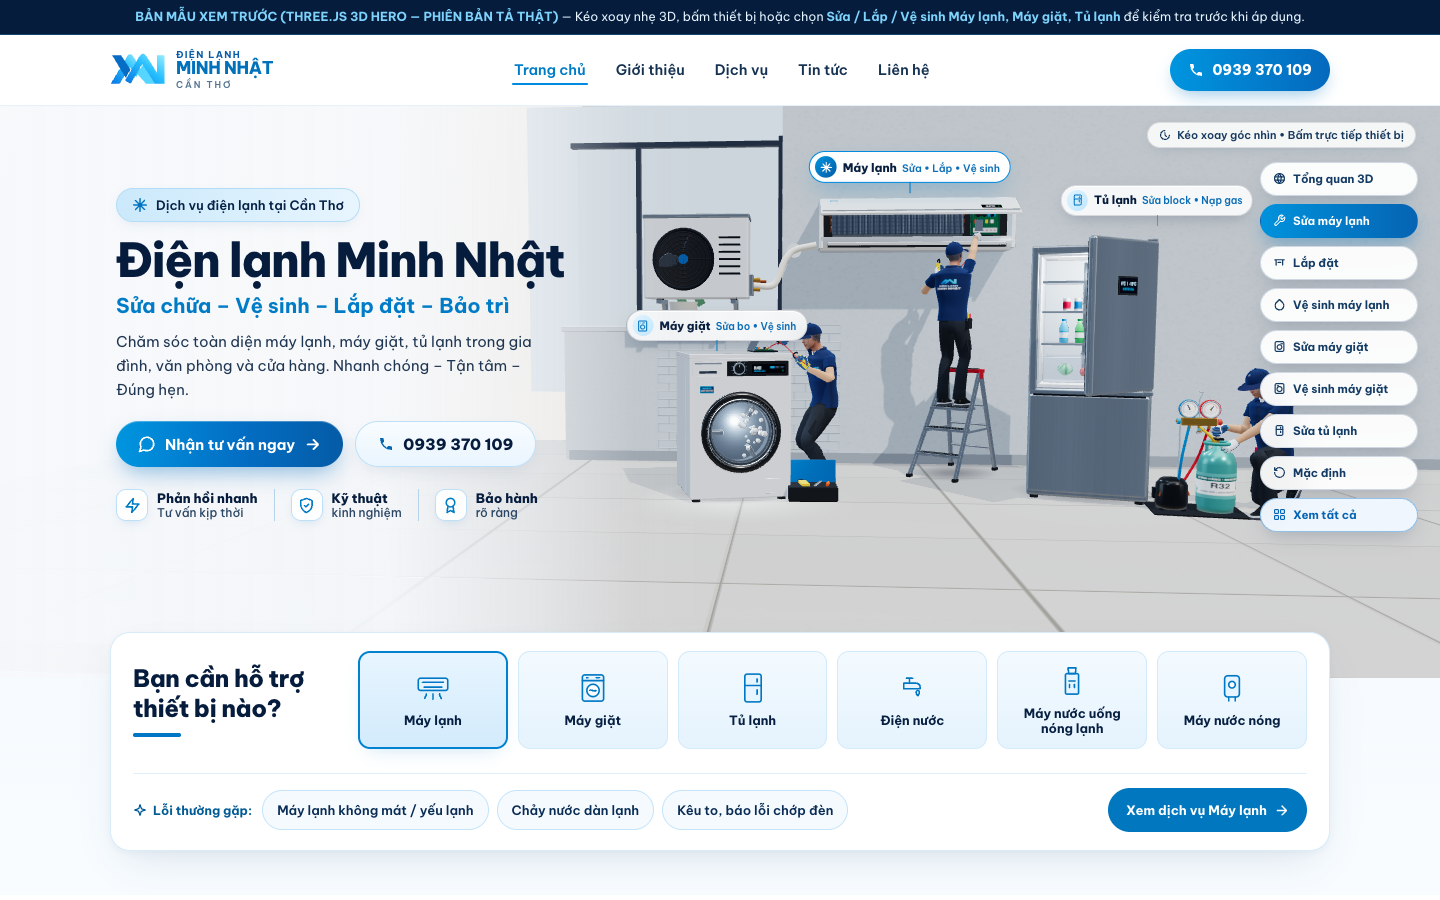 BẢN MẪU XEM TRƯỚC (THREE.JS 3D HERO — PHIÊN BẢN TẢ THẬT) — Kéo xoay nhẹ 3D, bấm thiết bị hoặc chọn Sửa / Lắp / Vệ sinh Máy lạnh, Máy giặt, Tủ lạnh để kiểm tra trước khi áp dụng.
ĐIỆN LẠNH
MINH NHẬT
CẦN THƠ
Trang chủ
Giới thiệu
Dịch vụ
Tin tức
Liên hệ
0939 370 109
Kéo xoay góc nhìn • Bấm trực tiếp thiết bị
Dịch vụ điện lạnh tại Cần Thơ
Điện lạnh Minh Nhật
Sửa chữa – Vệ sinh – Lắp đặt – Bảo trì
Chăm sóc toàn diện máy lạnh, máy giặt, tủ lạnh trong gia
đình, văn phòng và cửa hàng. Nhanh chóng – Tận tâm –
Đúng hẹn.
Nhận tư vấn ngay
0939 370 109
Phản hồi nhanh
Tư vấn kịp thời
Kỹ thuật
kinh nghiệm
Bảo hành
rõ ràng
Máy lạnh Sửa • Lắp • Vệ sinh
Tủ lạnh Sửa block • Nạp gas
Máy giặt Sửa bo • Vệ sinh
R32
Tổng quan 3D
Sửa máy lạnh
Lắp đặt
Vệ sinh máy lạnh
Sửa máy giặt
Vệ sinh máy giặt
Sửa tủ lạnh
Mặc định
Xem tất cả
Bạn cần hỗ trợ
thiết bị nào?
Máy lạnh
Máy giặt
Tủ lạnh
Điện nước
Máy nước uống
nóng lạnh
Máy nước nóng
Lỗi thường gặp:
Máy lạnh không mát / yếu lạnh
Chảy nước dàn lạnh
Kêu to, báo lỗi chớp đèn
Xem dịch vụ Máy lạnh